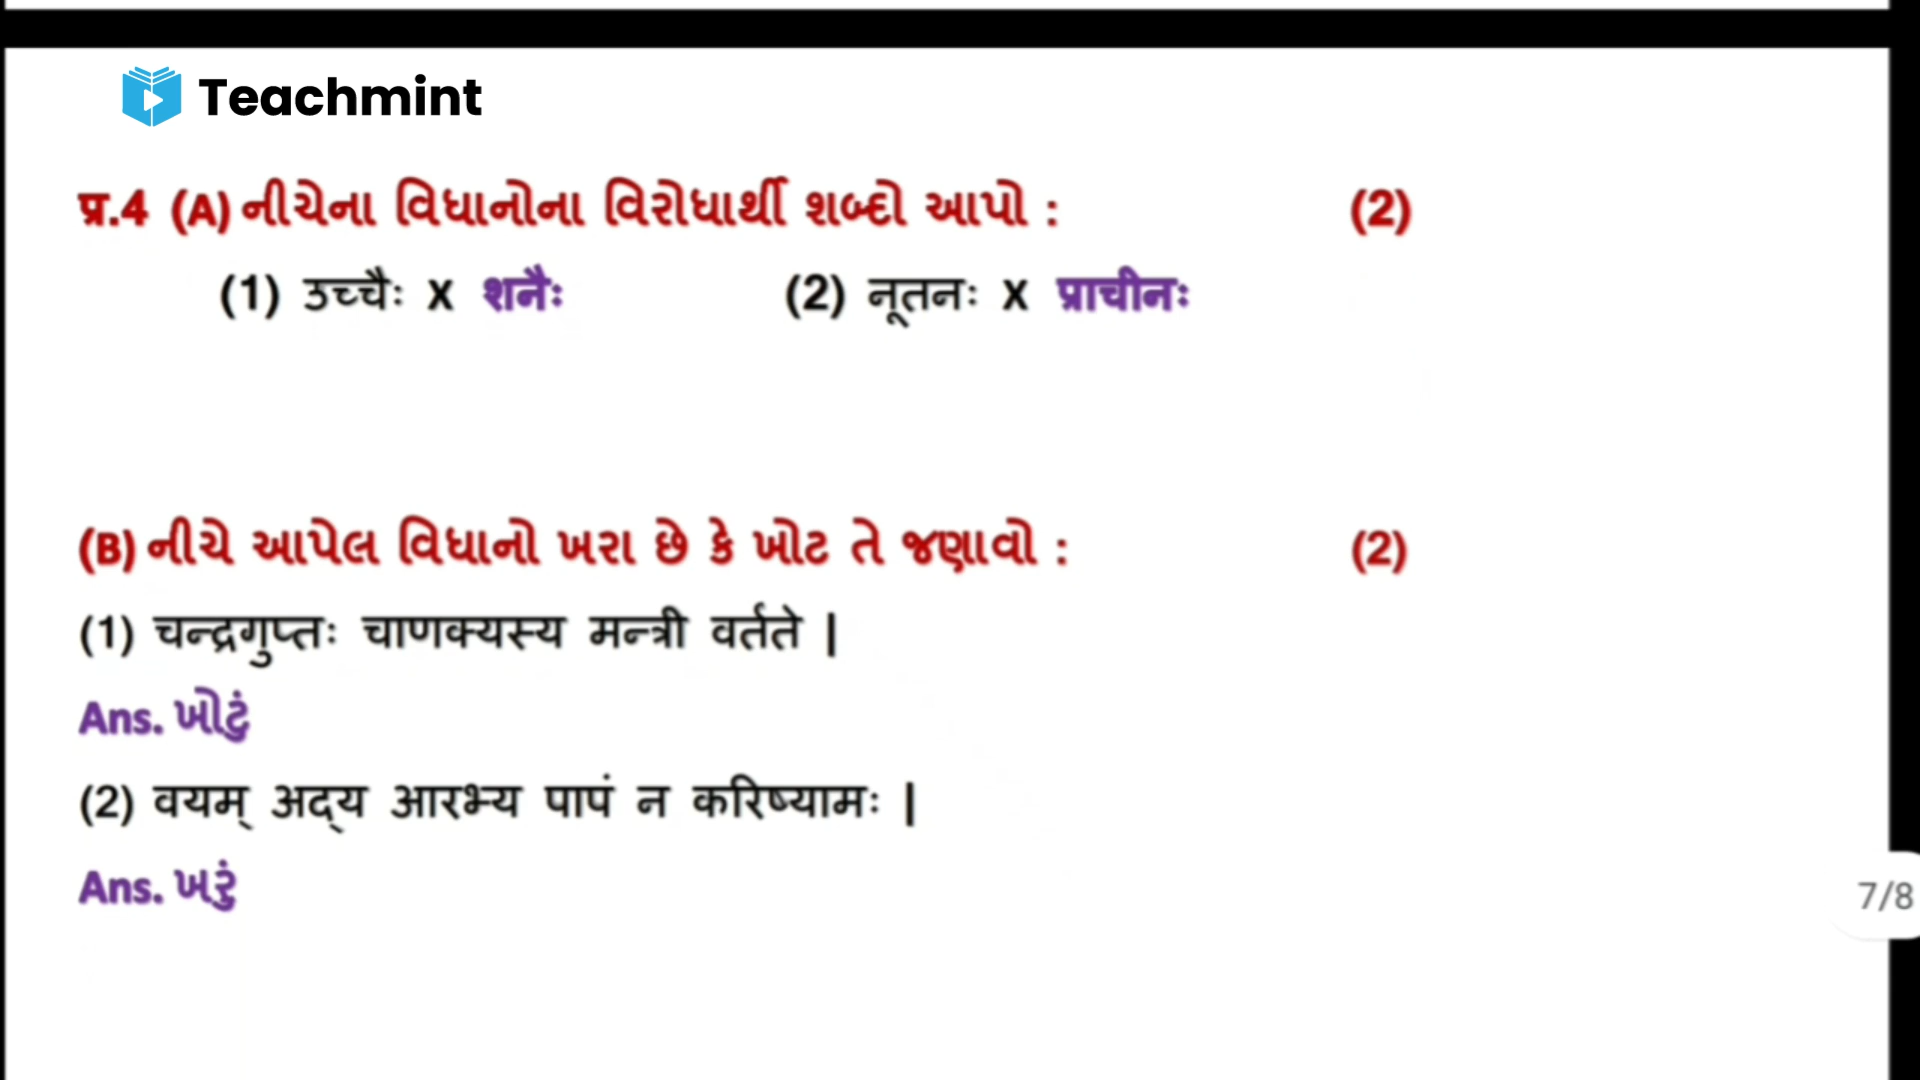 Teachmint
प्र.4 (A) નીચેના વિધાનોના વિરોધાર્થી શબ્દો આપો : (2)
(1) उच्चैः X शनैः (2) नूतनः X प्राचीनः
(B) નીચે આપેલ વિધાનો ખરા છે કે ખોટ તે જણાવો : (2)
(1) चन्द्रगुप्तः चाणक्यस्य मन्त्री वर्तते |
Ans. ખોટું
(2) वयम् अद्य आरभ्य पापं न करिष्यामः |
Ans. ખરું
7/8